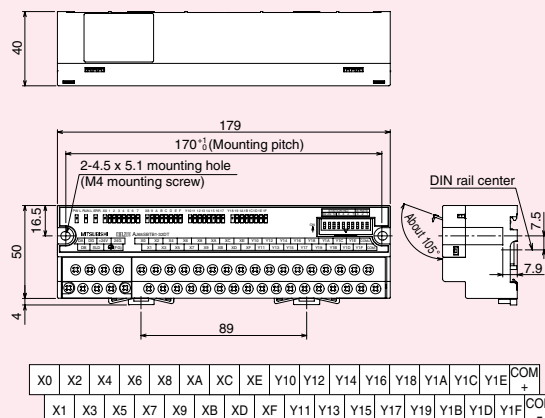 40
179
170 +1 0 (Mounting pitch)
2-4.5 x 5.1 mounting hole
(M4 mounting screw)
DIN rail center
16.5
50
4
About 105°
7.5
7.9
MITSUBISHI
89
X0 X2 X4 X6 X8 XA XC XE Y10 Y12 Y14 Y16 Y18 Y1A Y1C Y1E COM +
X1 X3 X5 X7 X9 XB XD XF Y11 Y13 Y15 Y17 Y19 Y1B Y1D Y1F